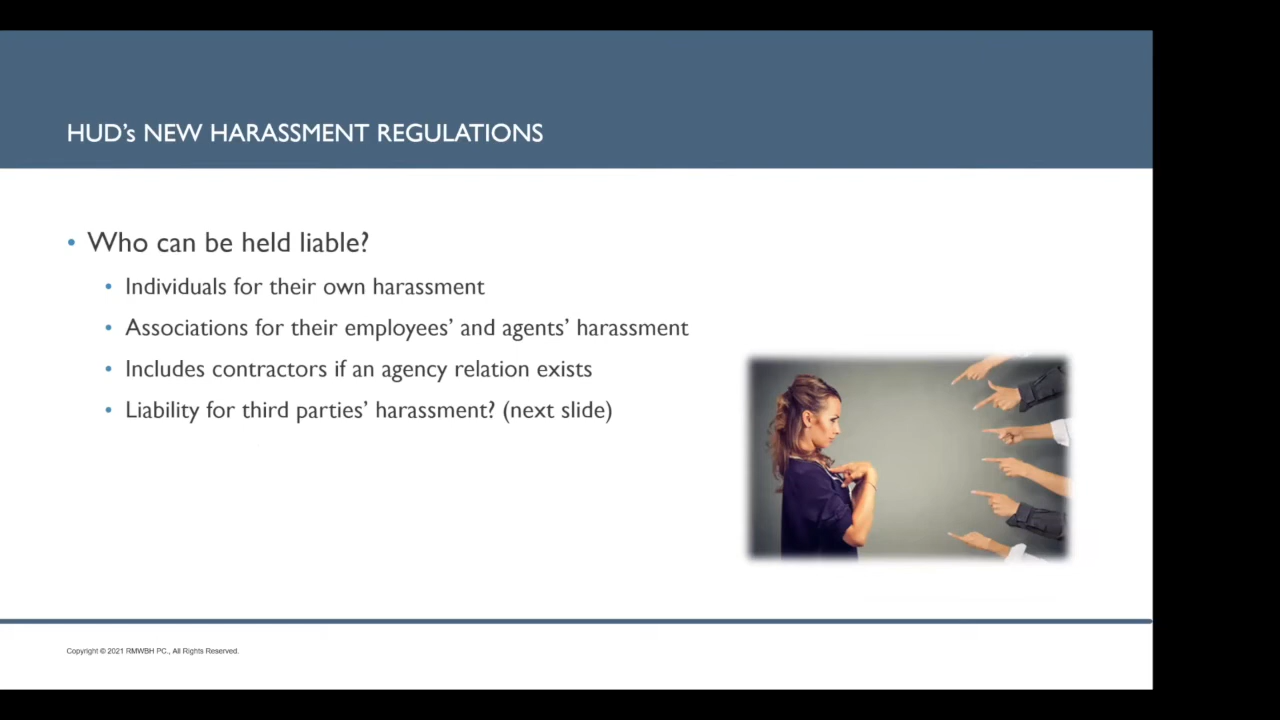 HUD's NEW HARASSMENT REGULATIONS
• Who can be held liable?
• Individuals for their own harassment
• Associations for their employees' and agents' harassment
• Includes contractors if an agency relation exists
• Liability for third parties' harassment? (next slide)
Copyright © 2021 RMWBH PC., All Rights Reserved.